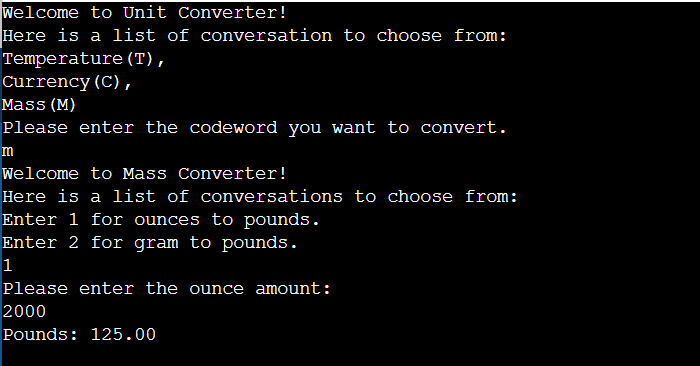 Welcome to Unit Converter!
Here is a list of conversation to choose from:
Temperature(T),
Currency(C),
Mass(M)
Please enter the codeword you want to convert.
m
Welcome to Mass Converter!
Here is a list of conversations to choose from:
Enter 1 for ounces to pounds.
Enter 2 for gram to pounds.
1
Please enter the ounce amount:
2000
Pounds: 125.00